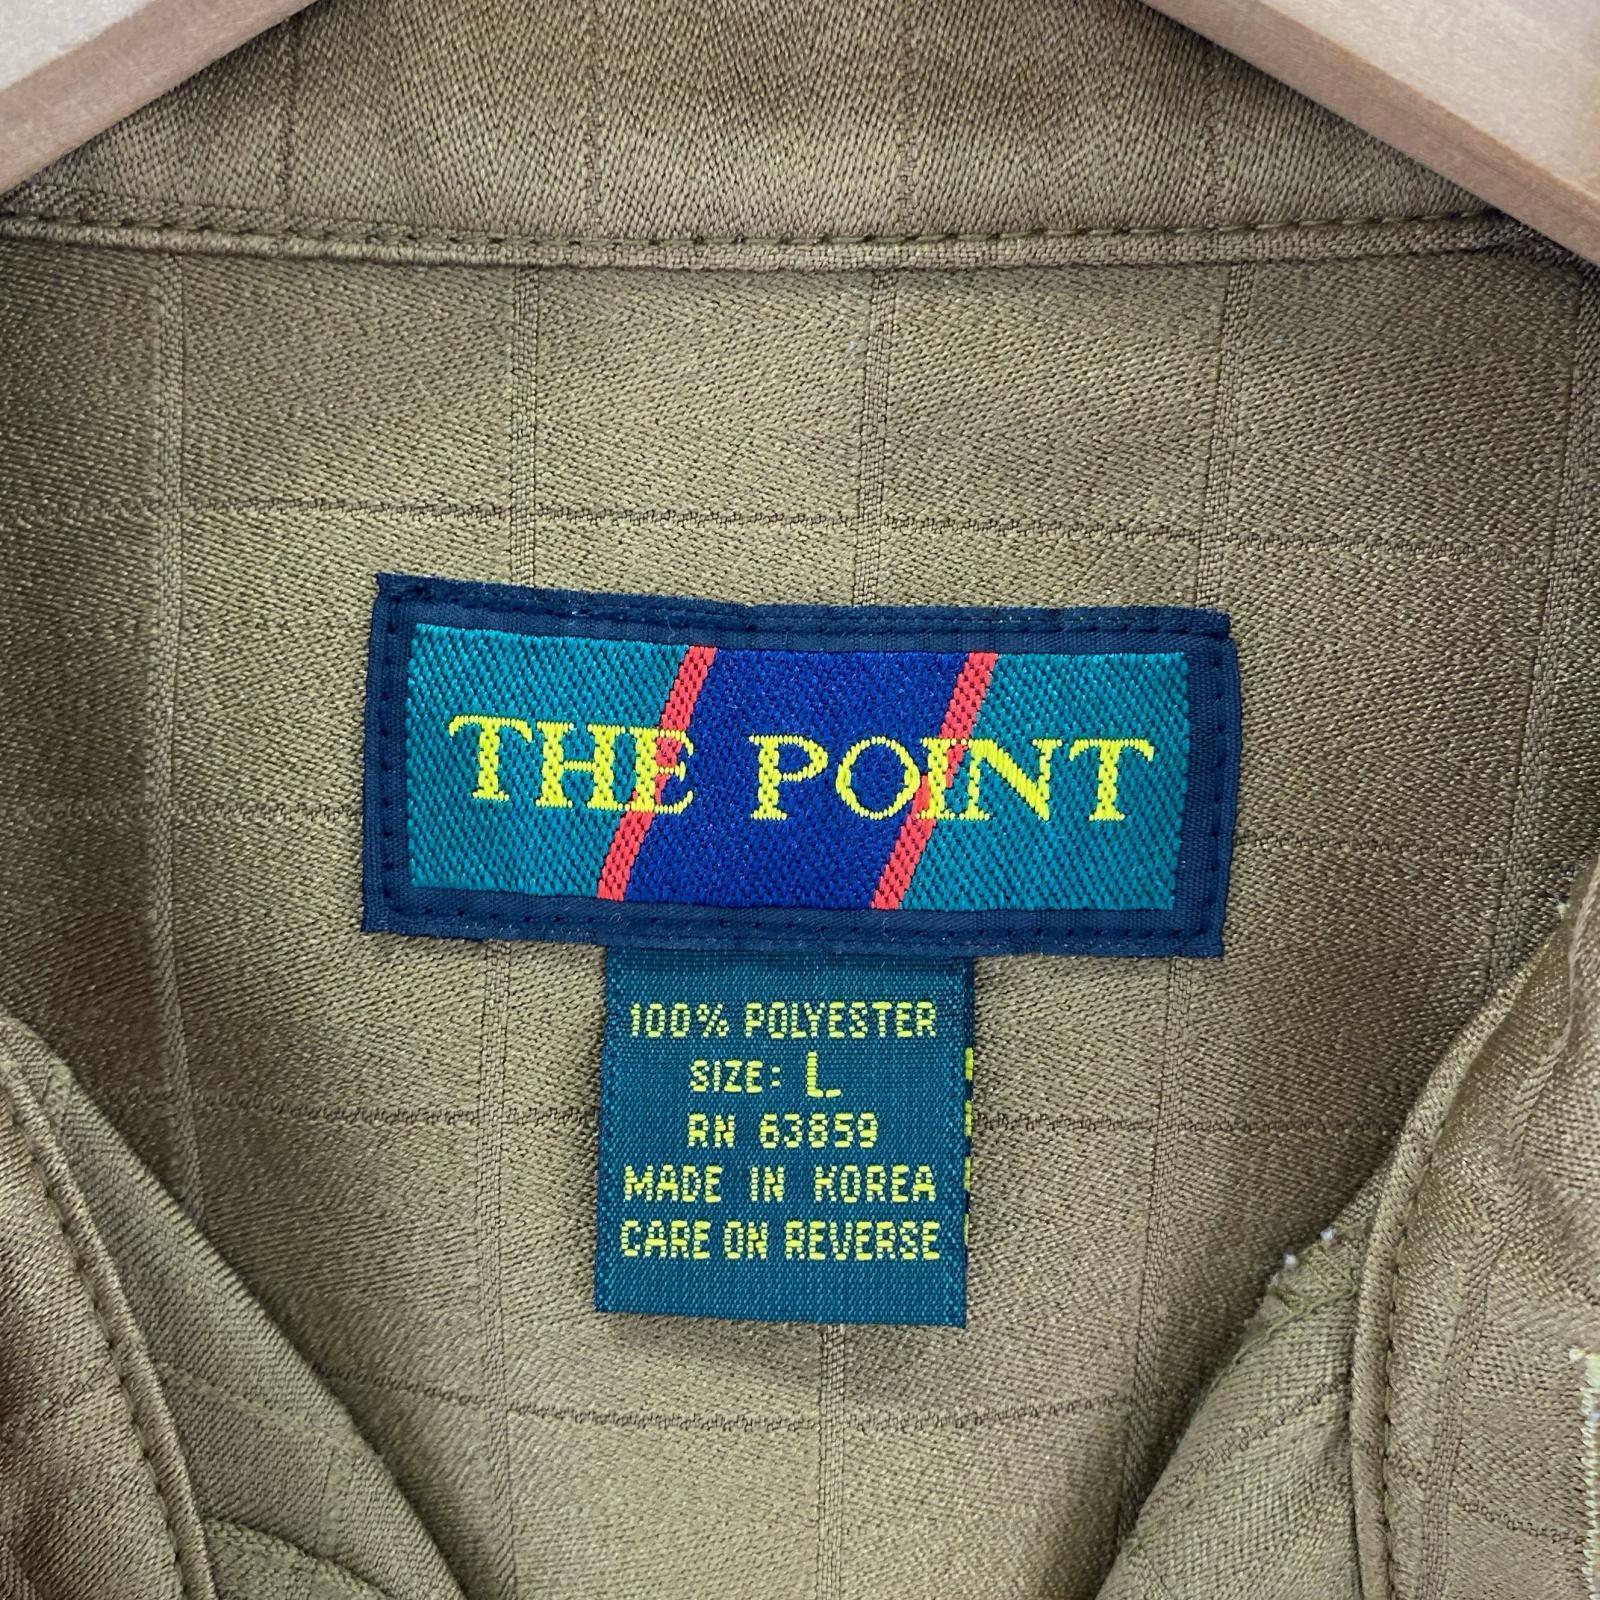 THE POINT
100% POLYESTER
SIZE: L
RN 63859
MADE IN KOREA
CARE ON REVERSE